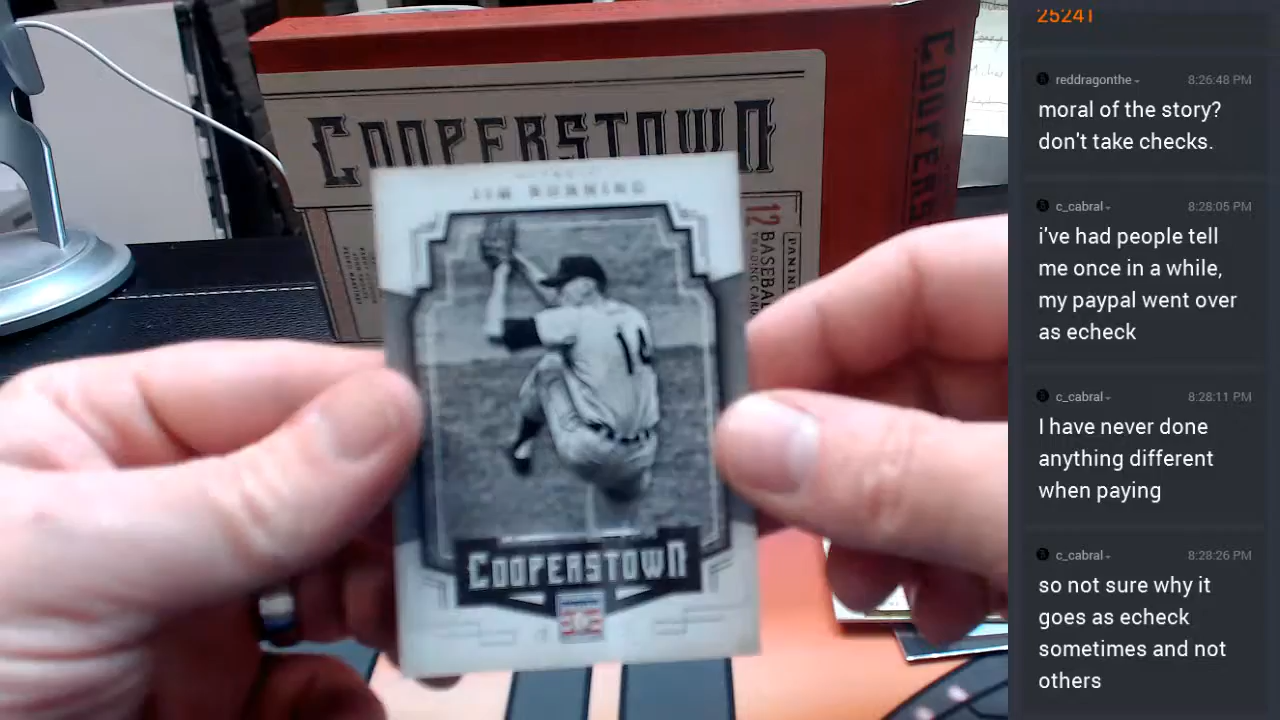 COOPERSTOWN
COOPERS
12 BASEBALL
TRADING CARD
PANINI
JIM BUNNING
14
COOPERSTOWN
25241
reddragonthe
8:26:48 PM
moral of the story?
don't take checks.
c_cabral
8:28:05 PM
i've had people tell
me once in a while,
my paypal went over
as echeck
c_cabral
8:28:11 PM
I have never done
anything different
when paying
c_cabral
8:28:26 PM
so not sure why it
goes as echeck
sometimes and not
others